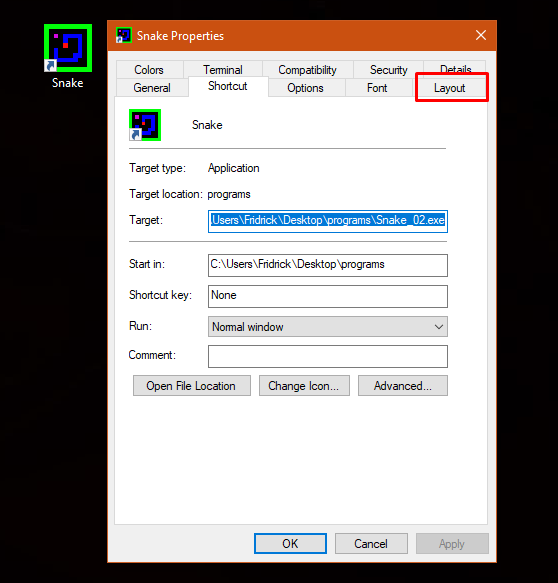 Snake
Snake Properties
Colors Terminal Compatibility Security Details
General Shortcut Options Font Layout
Snake
Target type: Application
Target location: programs
Target: Users\Fridrick\Desktop\programs\Snake_02.exe
Start in: C:\Users\Fridrick\Desktop\programs
Shortcut key: None
Run: Normal window
Comment:
Open File Location Change Icon... Advanced...
OK Cancel Apply